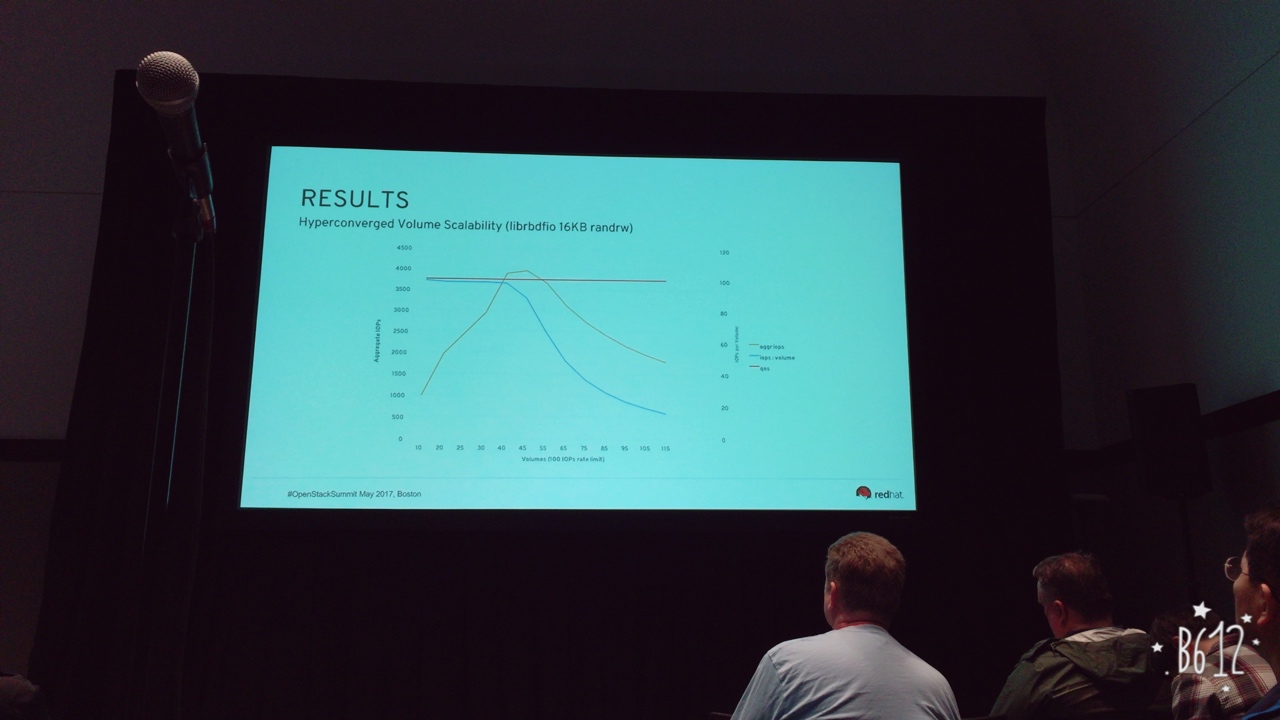 RESULTS
Hyperconverged Volume Scalability (librbdfio 16KB randrw)
4500
4000
3500
3000
2500
2000
1500
1000
500
0
Aggregate IOPs
10 20 25 30 40 45 55 65 75 85 95 105 115
Volumes (100 IOPs rate limit)
120
100
80
60
40
20
0
IOPs per Volume
aggr iops
iops : volume
qos
#OpenStackSummit May 2017, Boston
redhat.
B612